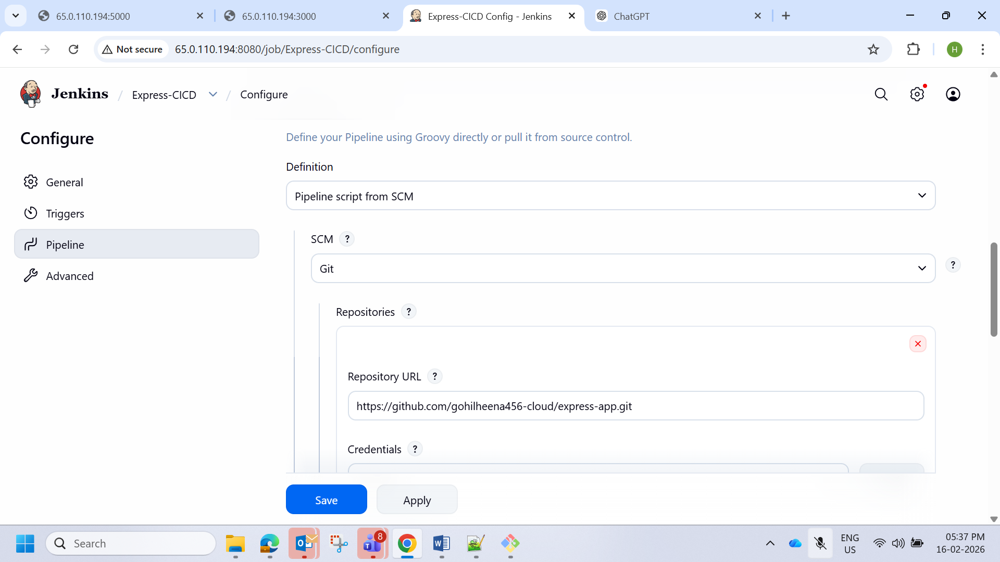 65.0.110.194:5000
65.0.110.194:3000
Express-CICD Config - Jenkins
ChatGPT
Not secure
65.0.110.194:8080/job/Express-CICD/configure
H
Jenkins / Express-CICD / Configure
Configure
General
Triggers
Pipeline
Advanced
Define your Pipeline using Groovy directly or pull it from source control.
Definition
Pipeline script from SCM
SCM ?
Git
?
Repositories ?
Repository URL ?
https://github.com/gohilheena456-cloud/express-app.git
Credentials ?
Save
Apply
Search
8
ENG
US
05:37 PM
16-02-2026